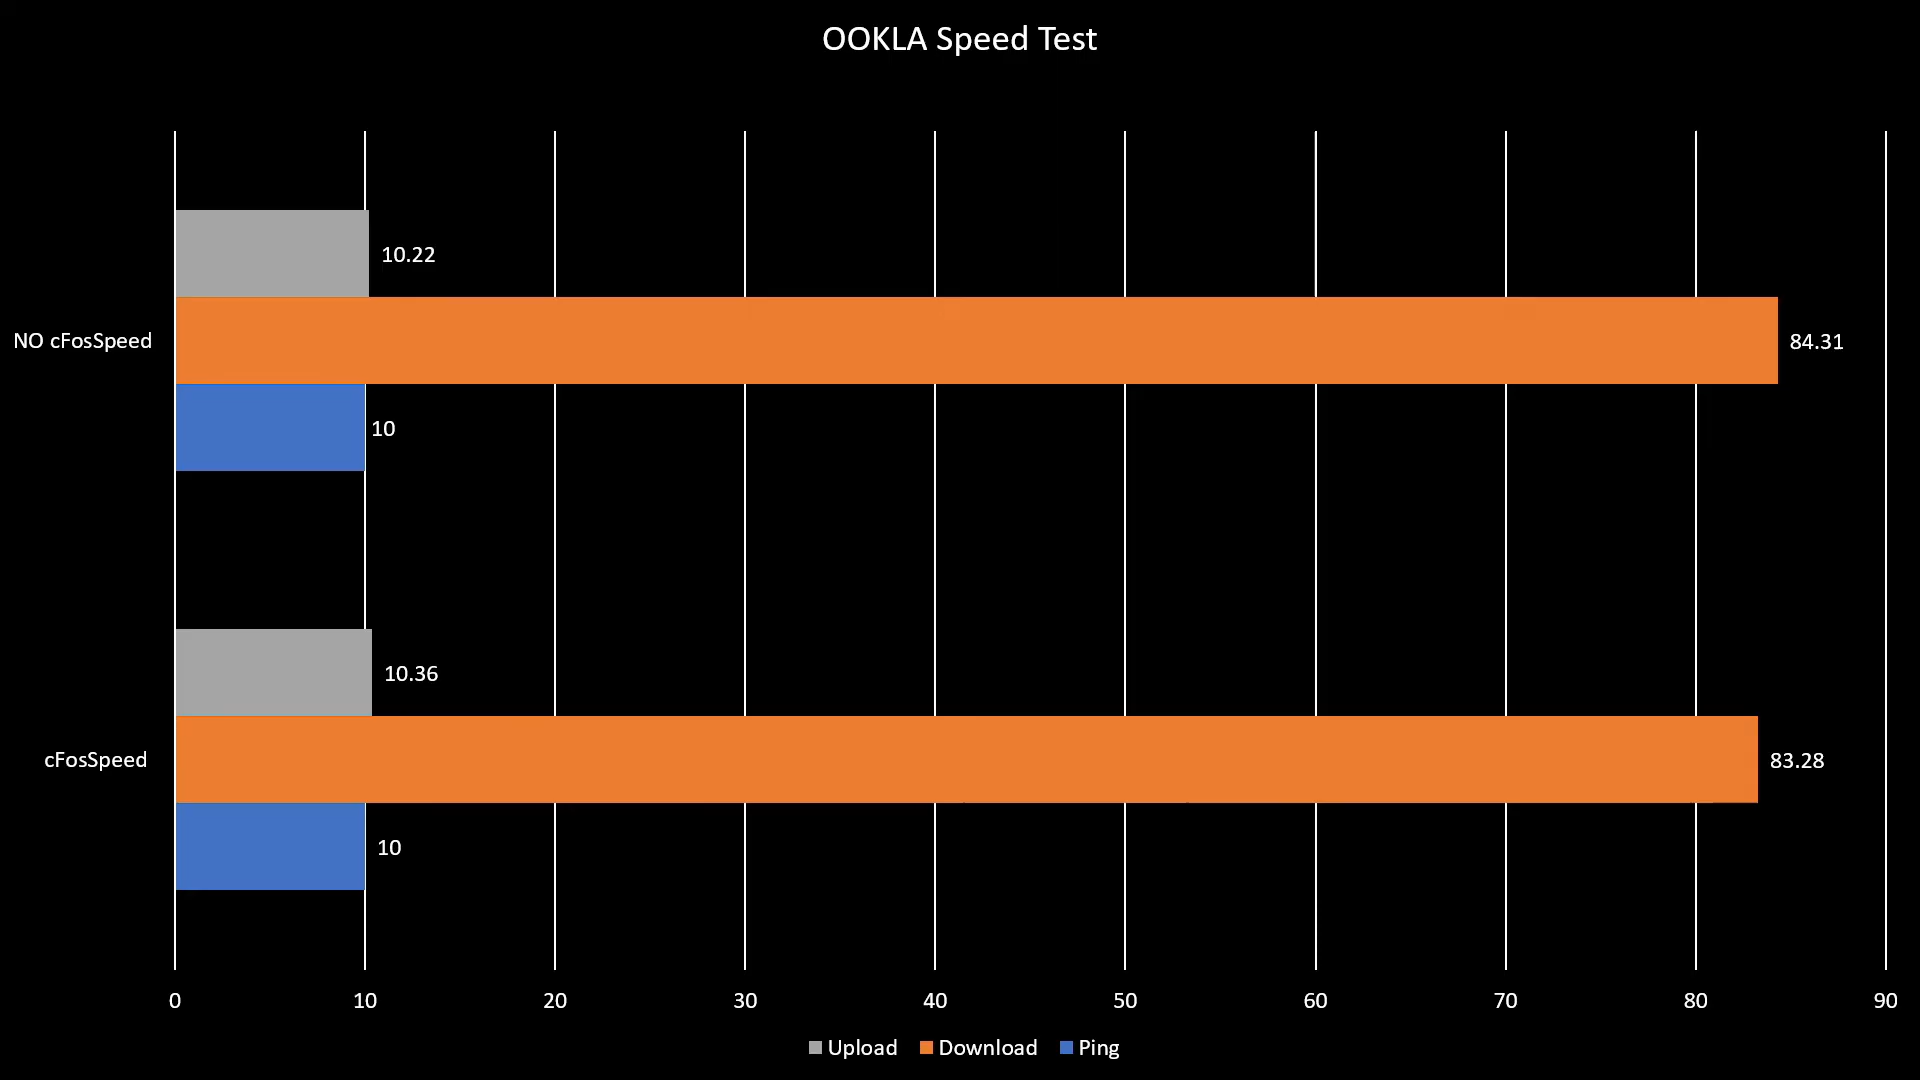 OOKLA Speed Test
10.22
NO cFosSpeed
84.31
10
10.36
cFosSpeed
83.28
10
0 10 20 30 40 50 60 70 80 90
Upload Download Ping